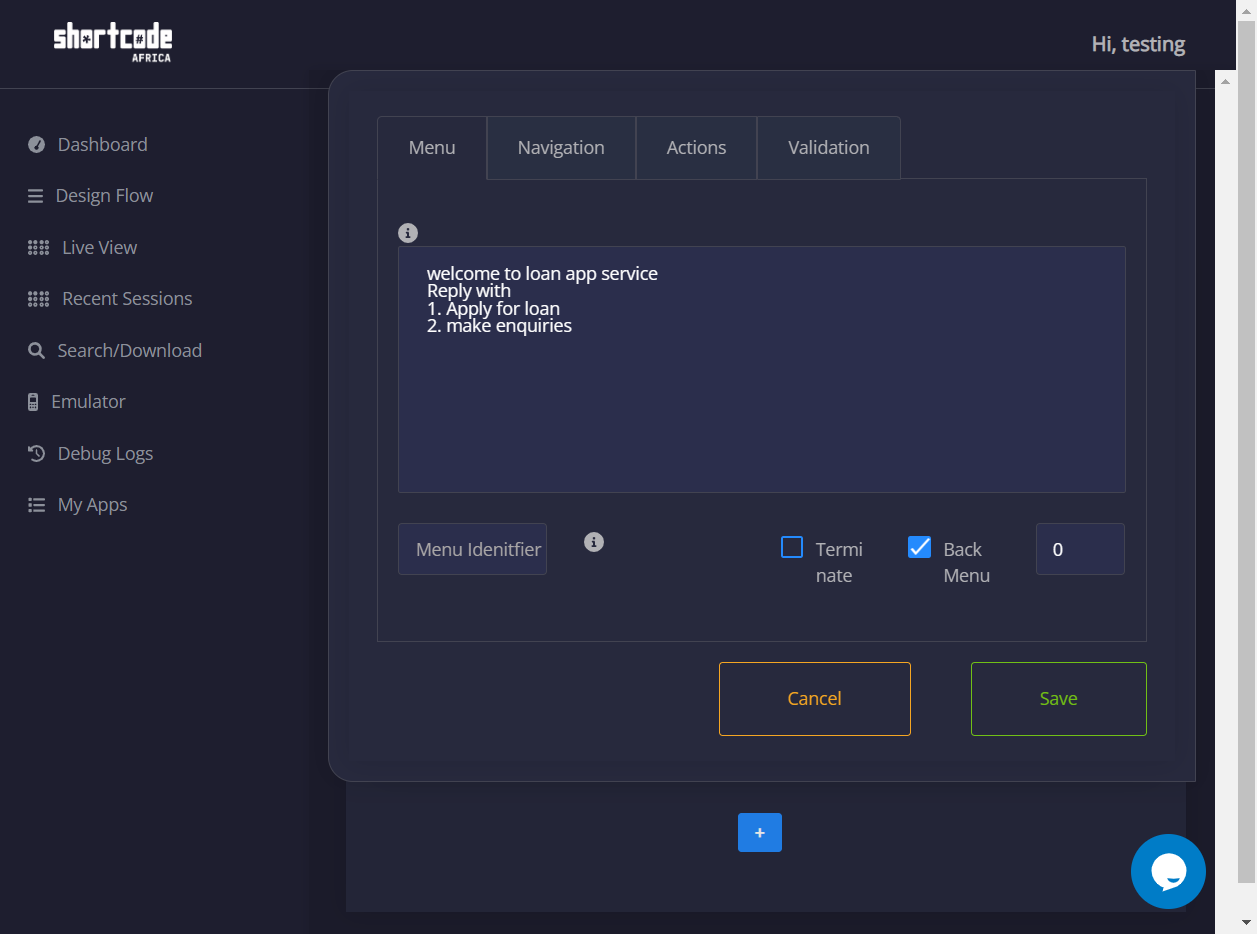 shortcode
AFRICA
Hi, testing
Dashboard
Design Flow
Live View
Recent Sessions
Search/Download
Emulator
Debug Logs
My Apps
Menu
Navigation
Actions
Validation
welcome to loan app service
Reply with
1. Apply for loan
2. make enquiries
Menu Idenitfier
Termi
nate
Back
Menu
0
Cancel
Save
+